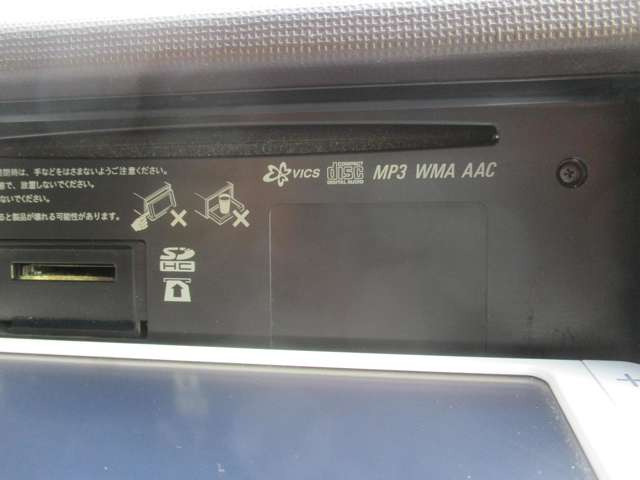 開閉時は、手などをはさまないようご注意ください。
態で、放置しないでください。
ないでください。
ると製品が壊れる可能性があります。
VICS COMPACT disc DIGITAL AUDIO MP3 WMA AAC
SD
HC
+